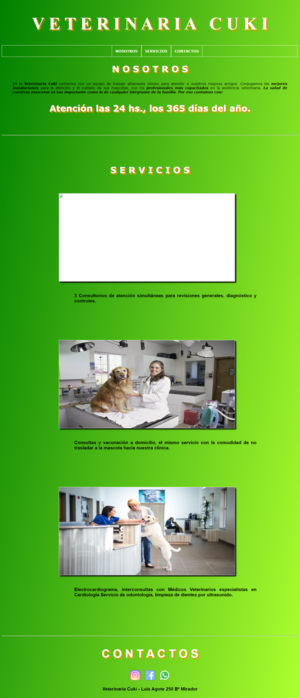 VETERINARIA CUKI
NOSOTROS SERVICIOS CONTACTOS
NOSOTROS
En la Veterinaria Cuki contamos con un equipo de trabajo altamente idóneo para atender a nuestros mejores amigos. Conjugamos las mejores
instalaciones para la atención y el cuidado de sus mascotas, con los profesionales más capacitados en la asistencia veterinaria. La salud de
nuestras mascotas es tan importante como la de cualquier integrante de la familia. Por eso contamos con:
Atención las 24 hs., los 365 días del año.
SERVICIOS
2 Consultorios de atención simultáneas para revisiones generales, diagnóstico y
controles.
Consultas y vacunación a domicilio, el mismo servicio con la comodidad de no
trasladar a la mascota hacia nuestra clínica.
Electrocardiograma, interconsultas con Médicos Veterinarios especialistas en
Cardiología Servicio de odontología, limpieza de dientes por ultrasonido.
CONTACTOS
Veterinaria Cuki - Luis Agote 250 Bº Mirador